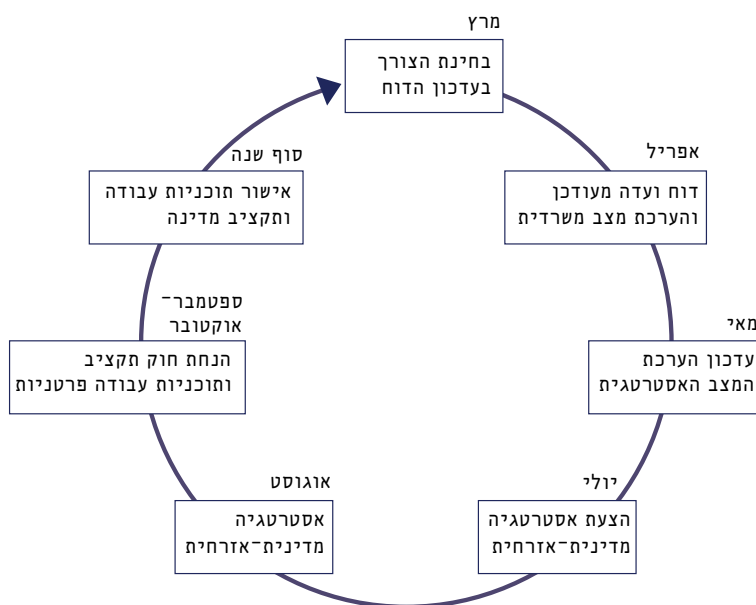 מרץ
בחינת הצורך
בעדכון הדוח
אפריל
דוח ועדה מעודכן
והערכת מצב משרדית
מאי
עדכון הערכת
המצב האסטרטגית
יולי
הצעת אסטרטגיה
מדינית־אזרחית
אוגוסט
אסטרטגיה
מדינית־אזרחית
ספטמבר־
אוקטובר
הנחת חוק תקציב
ותוכניות עבודה פרטניות
סוף שנה
אישור תוכניות עבודה
ותקציב מדינה